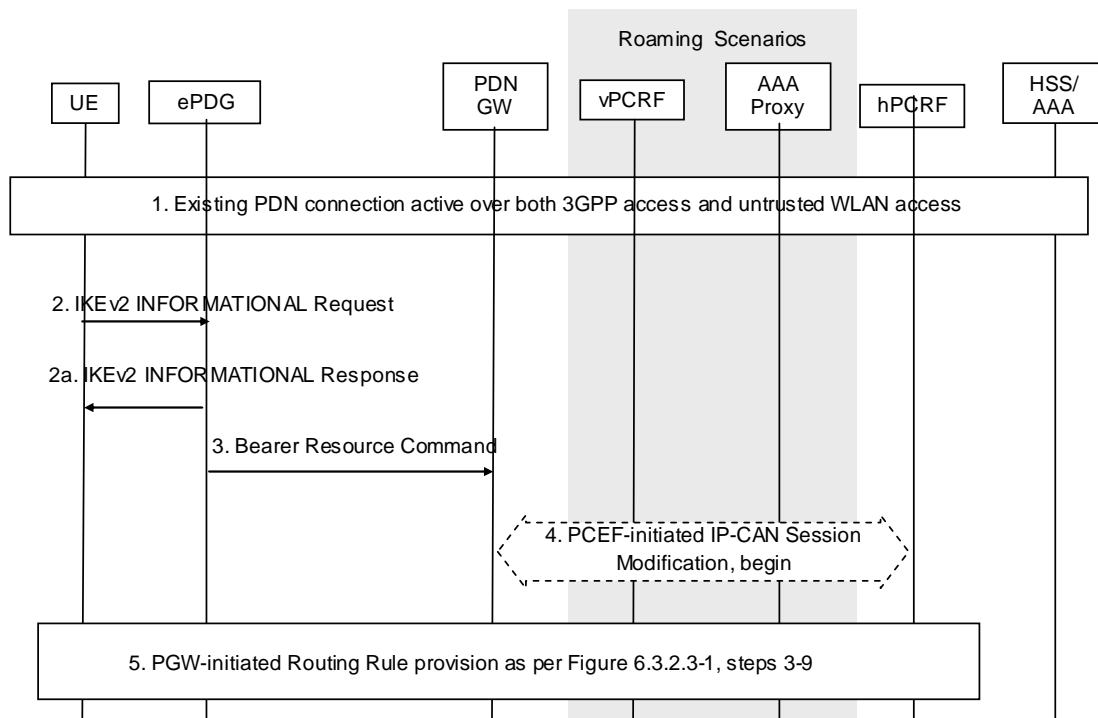 Roaming Scenarios
UE
ePDG
PDN
GW
vPCRF
AAA
Proxy
hPCRF
HSS/
AAA
1. Existing PDN connection active over both 3GPP access and untrusted WLAN access
2. IKEv2 INFORMATIONAL Request
2a. IKEv2 INFORMATIONAL Response
3. Bearer Resource Command
4. PCEF-initiated IP-CAN Session
Modification, begin
5. PGW-initiated Routing Rule provision as per Figure 6.3.2.3-1, steps 3-9